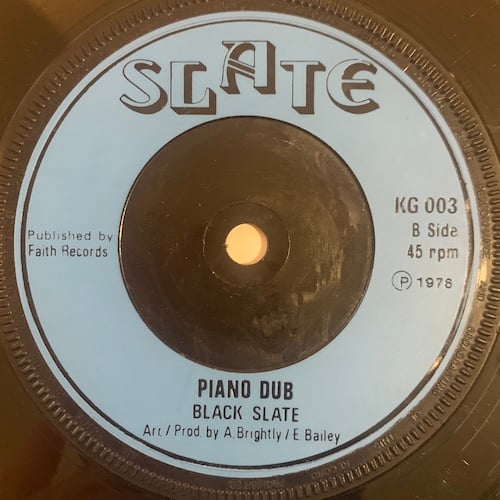 SLATE
Published by
Faith Records
KG 003
B Side
45 rpm
Ⓟ 1978
PIANO DUB
BLACK SLATE
Arr. / Prod. by A. Brightly / E. Bailey